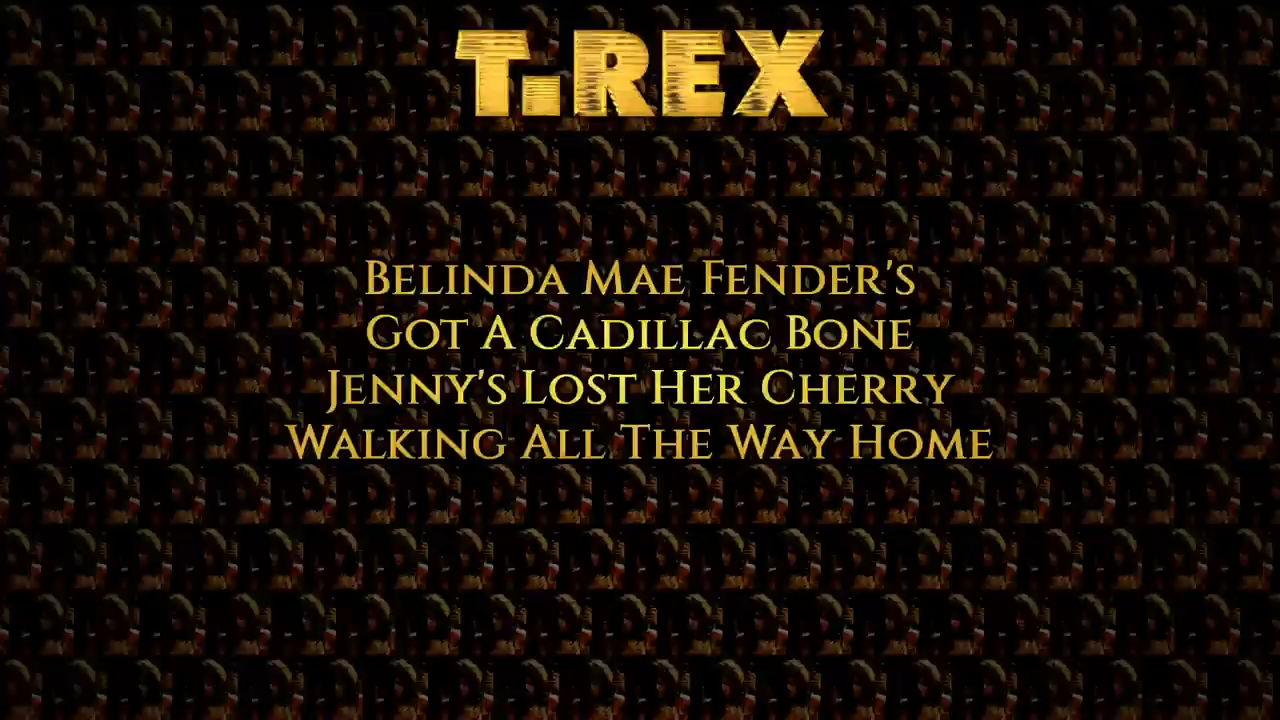 T.REX
Belinda Mae Fender's
Got A Cadillac Bone
Jenny's Lost Her Cherry
Walking All The Way Home